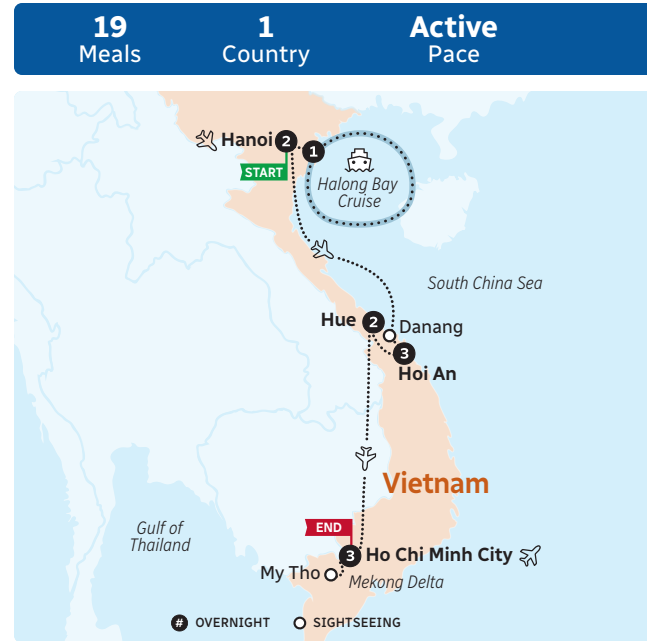 19
Meals
1
Country
Active
Pace
Hanoi 2
1
START
Halong Bay
Cruise
South China Sea
Hue 2
Danang
3
Hoi An
Vietnam
Gulf of
Thailand
END
3 Ho Chi Minh City
My Tho
Mekong Delta
# OVERNIGHT
SIGHTSEEING